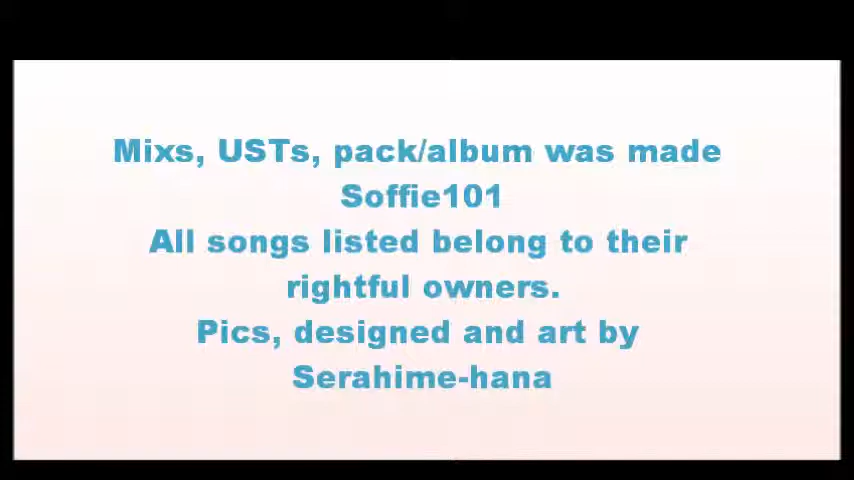 Mixs, USTs, pack/album was made
Soffie101
All songs listed belong to their
rightful owners.
Pics, designed and art by
Serahime-hana